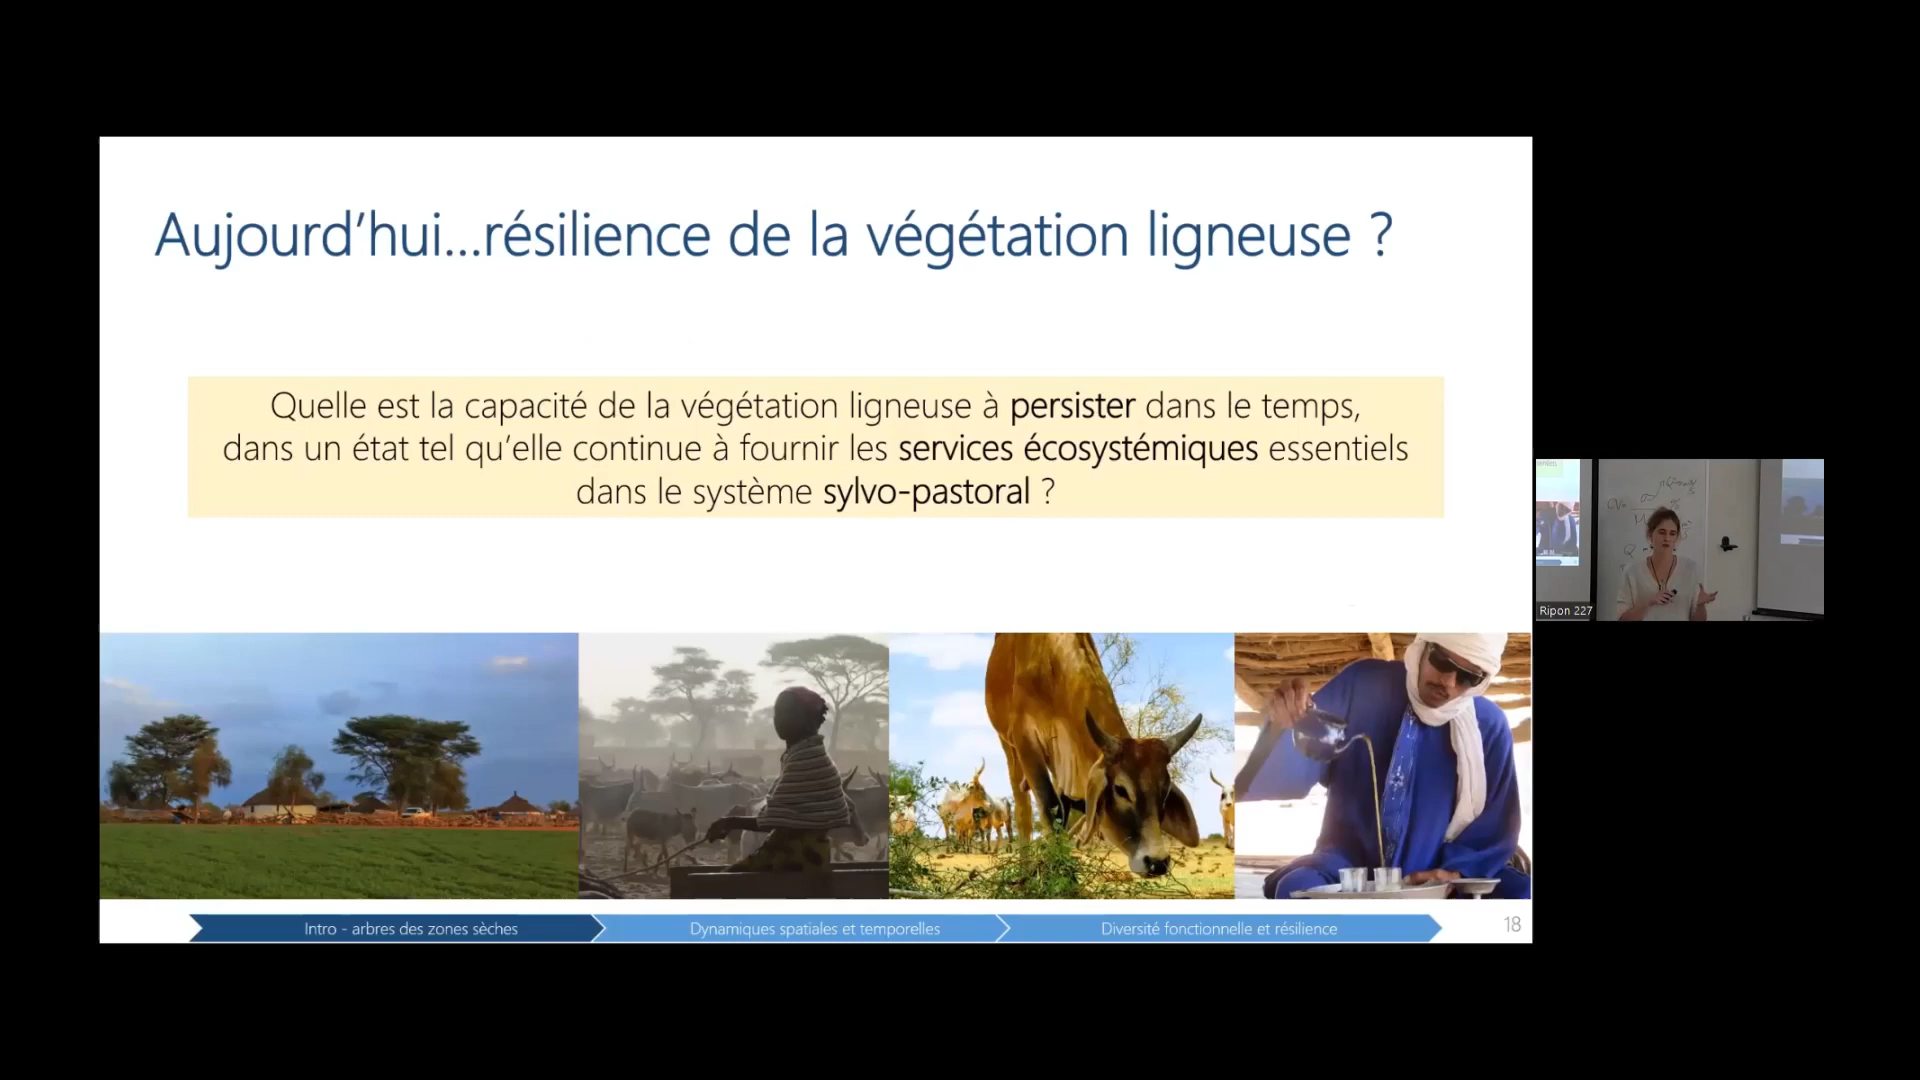 Aujourd’hui...résilience de la végétation ligneuse ?
Quelle est la capacité de la végétation ligneuse à persister dans le temps,
dans un état tel qu’elle continue à fournir les services écosystémiques essentiels
dans le système sylvo-pastoral ?
Intro - arbres des zones sèches
Dynamiques spatiales et temporelles
Diversité fonctionnelle et résilience
18
Ripon 227